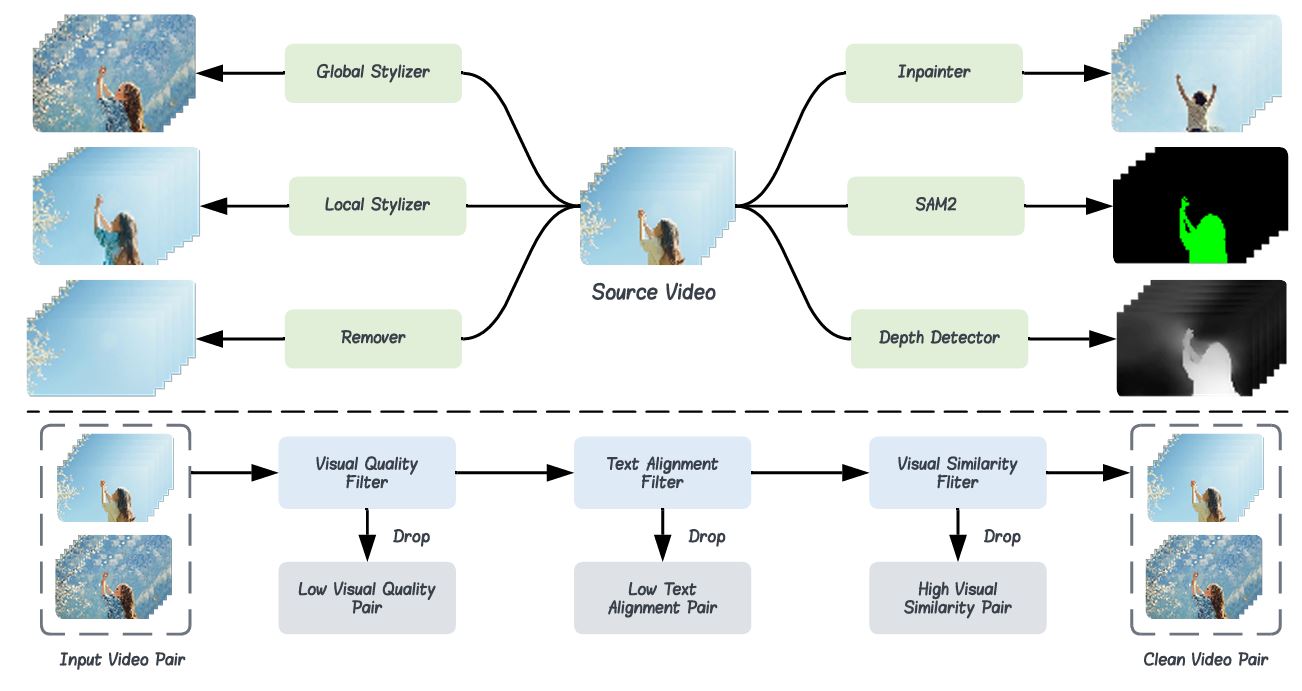 Global Stylizer
Inpainter
Local Stylizer
SAM2
Source Video
Remover
Depth Detector
Visual Quality
Filter
Text Alignment
Filter
Visual Similarity
Fliter
Drop
Drop
Drop
Low Visual Quality
Pair
Low Text
Alignment Pair
High Visual
Similarity Pair
Input Video Pair
Clean Video Pair